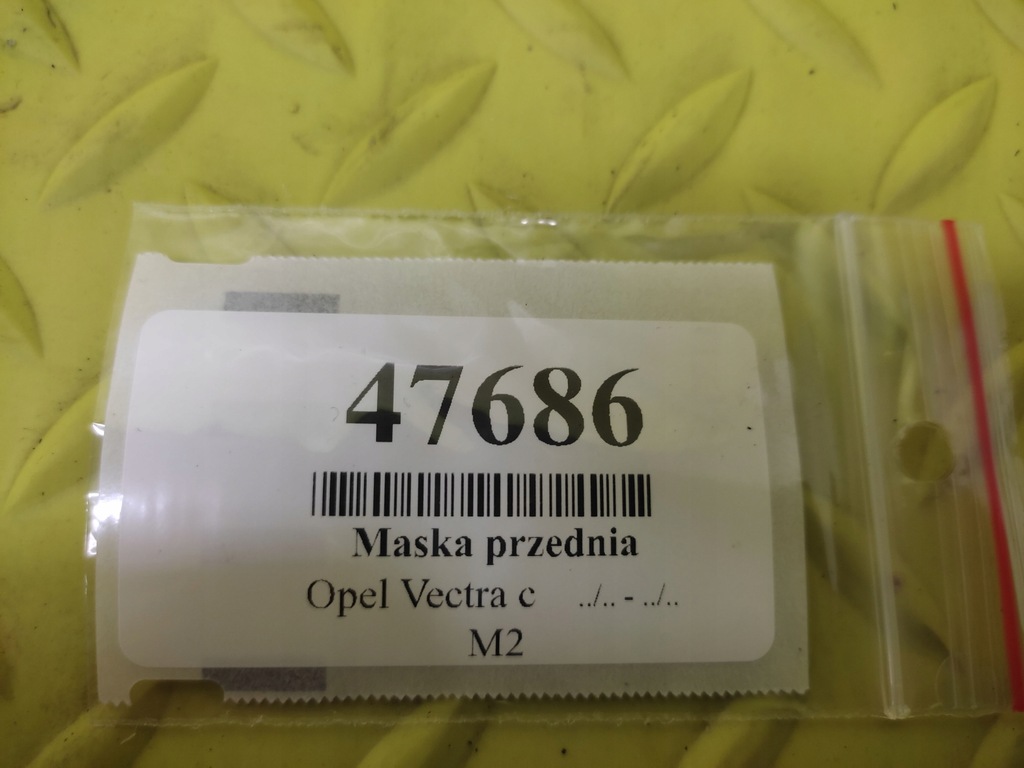 47686
Maska przednia
Opel Vectra c ../.. - ../..
M2